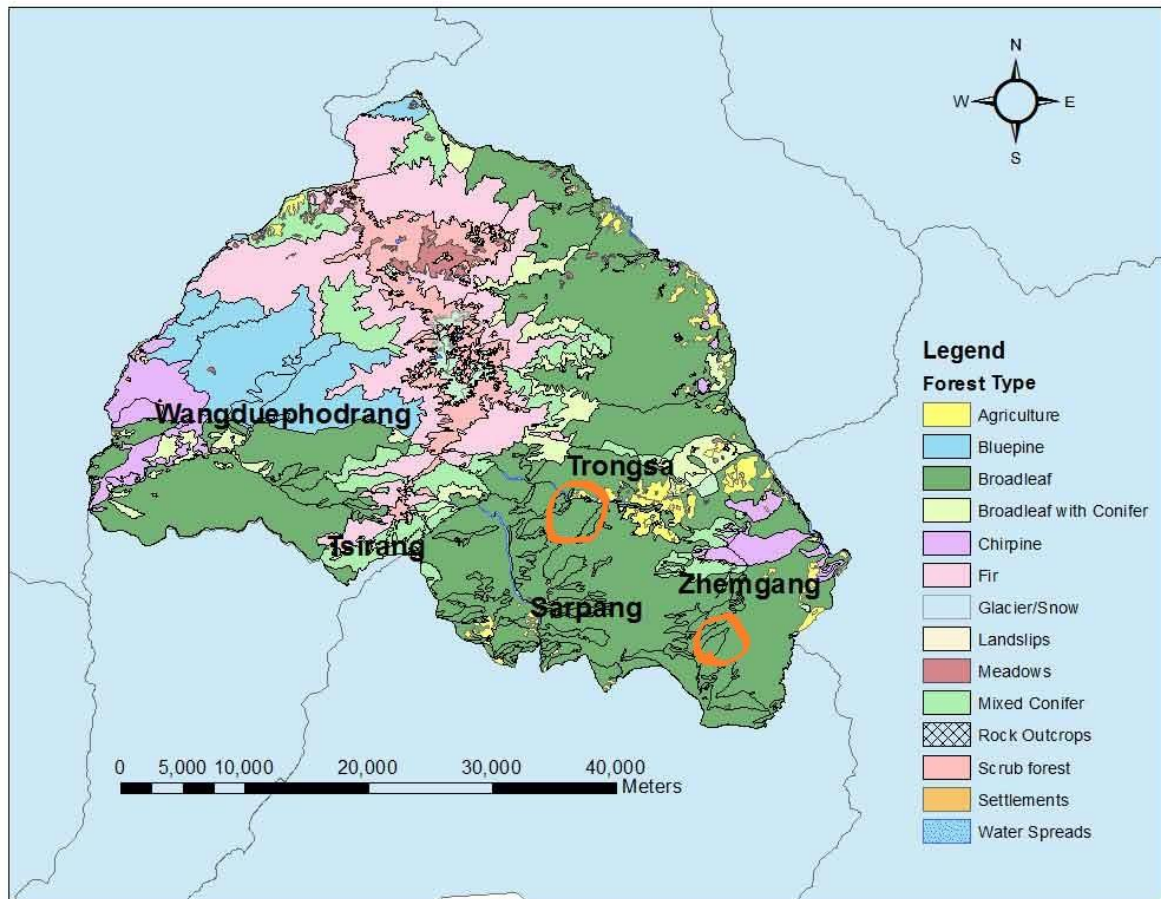 N
W E
S
Wangduephodrang
Trongsa
Tsirang
Zhemgang
Sarpang
Legend
Forest Type
Agriculture
Bluepine
Broadleaf
Broadleaf with Conifer
Chirpine
Fir
Glacier/Snow
Landslips
Meadows
Mixed Conifer
Rock Outcrops
Scrub forest
Settlements
Water Spreads
0 5,000 10,000 20,000 30,000 40,000
Meters